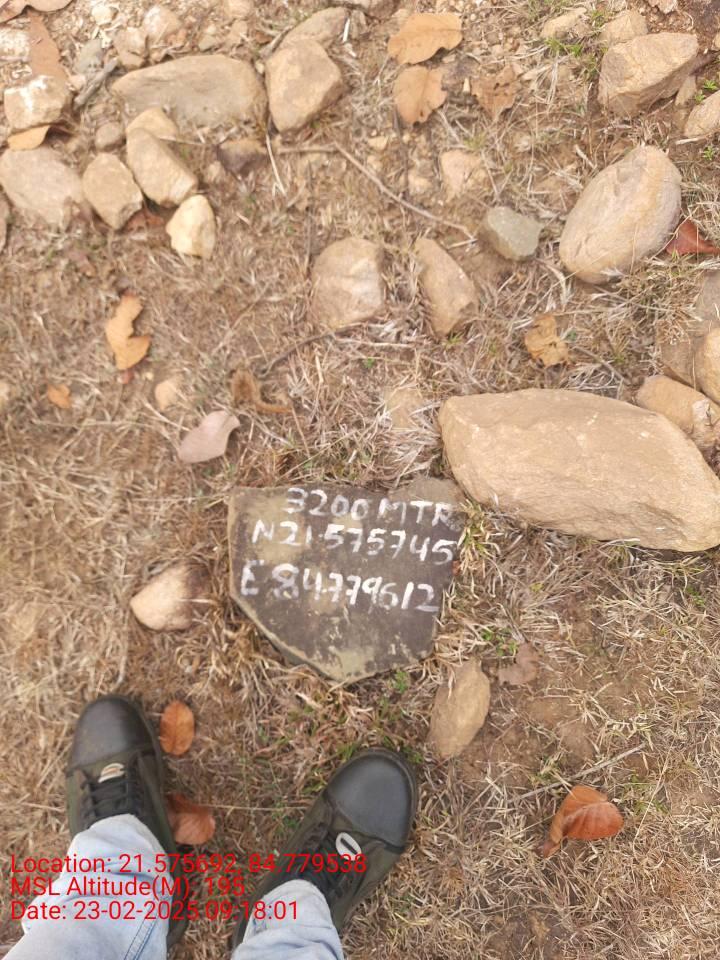 3200 MTR
N21.575745
E 84.779612
Location: 21.575692, 84.779538
MSL Altitude(M), 195
Date: 23-02-2025 09:18:01